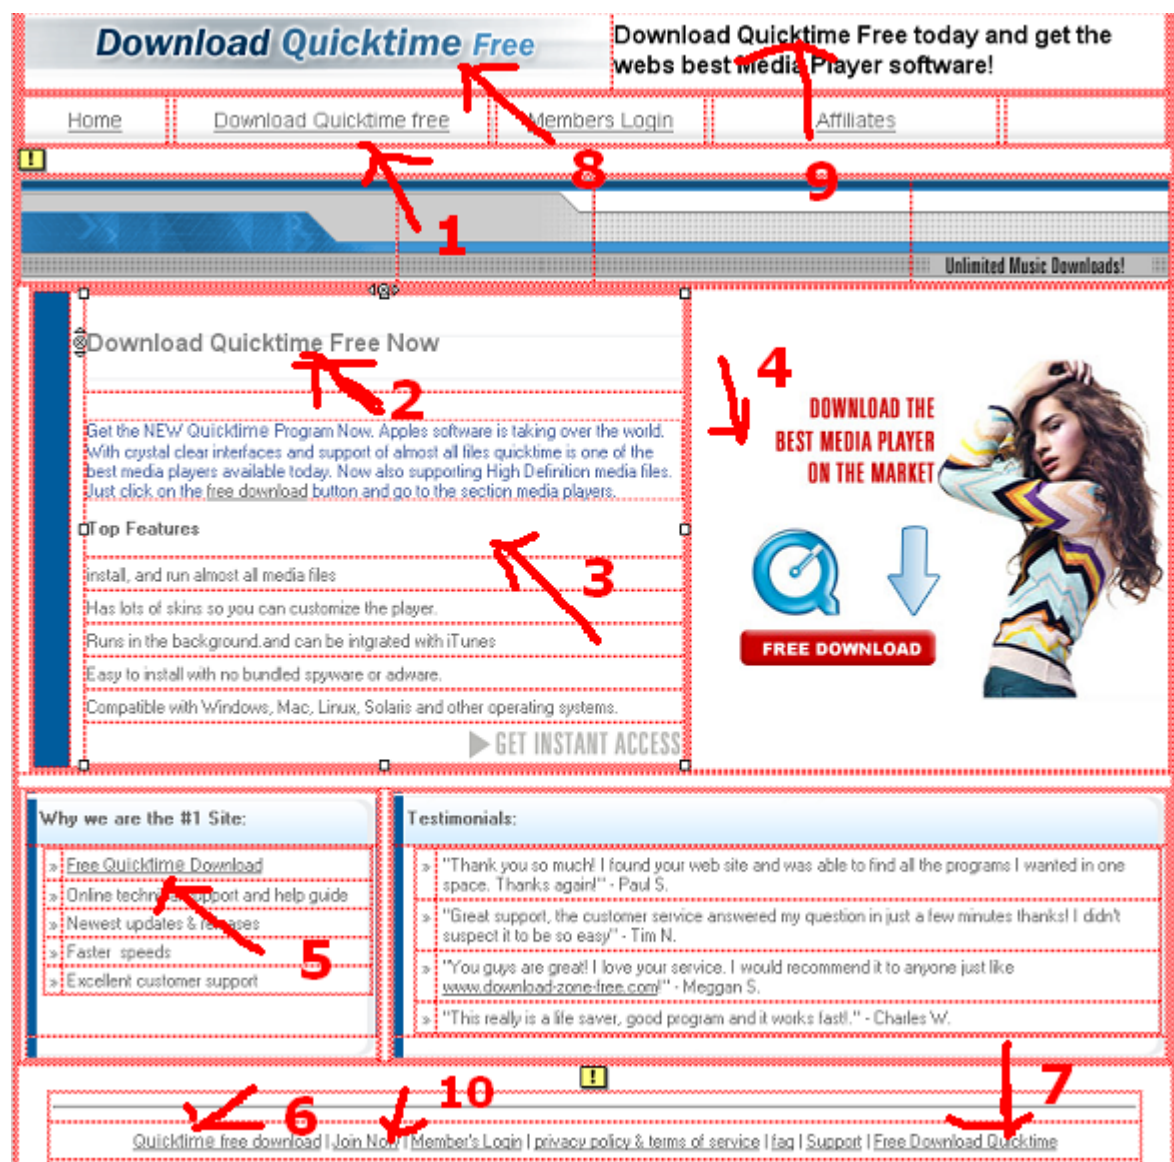 Download Quicktime Free
Download Quicktime Free today and get the
webs best Media Player software!
Home Download Quicktime free Members Login Affiliates
8
9
!
1
Unlimited Music Downloads!
Download Quicktime Free Now
2
4
DOWNLOAD THE
BEST MEDIA PLAYER
ON THE MARKET
Get the NEW Quicktime Program Now. Apples software is taking over the world.
With crystal clear interfaces and support of almost all files quicktime is one of the
best media players available today. Now also supporting High Definition media files.
Just click on the free download button and go to the section media players.
Top Features
3
install, and run almost all media files
Has lots of skins so you can customize the player.
Runs in the background.and can be intgrated with iTunes
Easy to install with no bundled spyware or adware.
Compatible with Windows, Mac, Linux, Solaris and other operating systems.
FREE DOWNLOAD
GET INSTANT ACCESS
Why we are the #1 Site:
» Free Quicktime Download
» Online technical support and help guide
» Newest updates & releases
» Faster speeds
» Excellent customer support
5
Testimonials:
» "Thank you so much! I found your web site and was able to find all the programs I wanted in one
space. Thanks again!" - Paul S.
» "Great support, the customer service answered my question in just a few minutes thanks! I didn't
suspect it to be so easy" - Tim N.
» "You guys are great! I love your service. I would recommend it to anyone just like
www.download-zone-free.com!" - Meggan S.
» "This really is a life saver, good program and it works fast!." - Charles W.
!
6
10
7
Quicktime free download | Join Now | Member's Login | privacy policy & terms of service | faq | Support | Free Download Quicktime